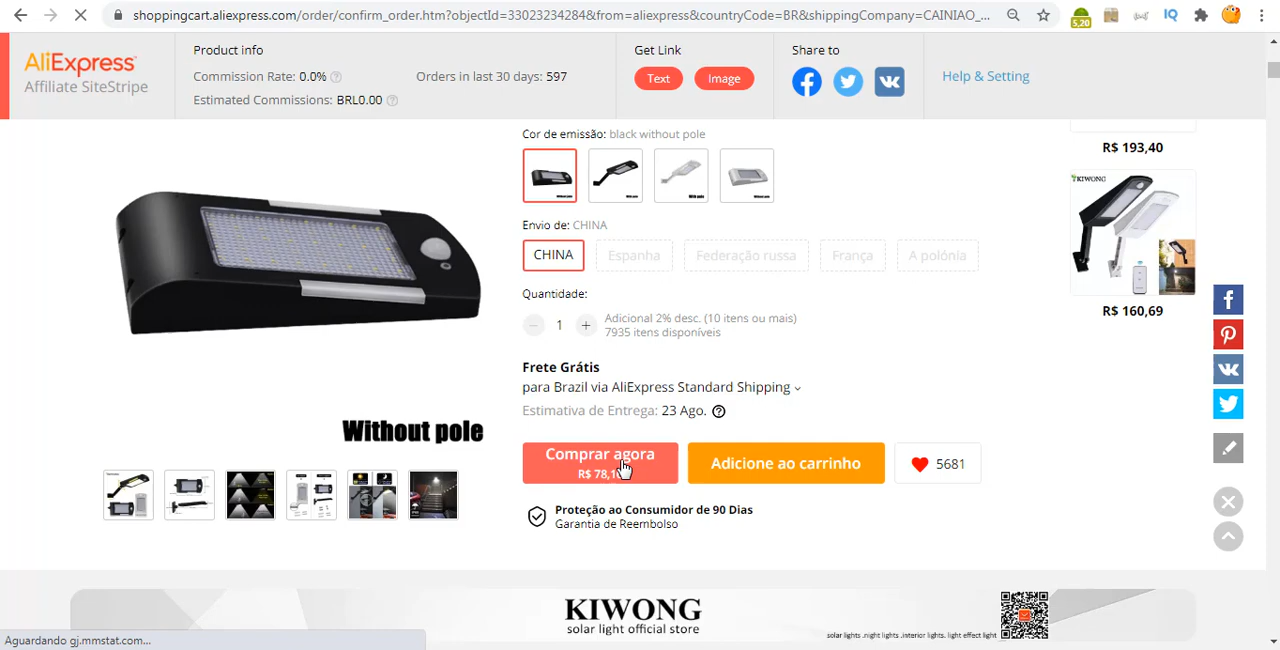 shoppingcart.aliexpress.com/order/confirm_order.htm?objectId=33023234284&from=aliexpress&countryCode=BR&shippingCompany=CAINIAO_...
5,20
IQ
AliExpress
Affiliate SiteStripe
Product info
Commission Rate: 0.0%
Orders in last 30 days: 597
Estimated Commissions: BRL0.00
Get Link
Text
Image
Share to
Help & Setting
Cor de emissão: black without pole
Envio de: CHINA
CHINA
Espanha
Federação russa
França
A polónia
Quantidade:
1
Adicional 2% desc. (10 itens ou mais)
7935 itens disponíveis
Frete Grátis
para Brazil via AliExpress Standard Shipping
Estimativa de Entrega: 23 Ago.
Comprar agora
R$ 78,1
Adicione ao carrinho
5681
Proteção ao Consumidor de 90 Dias
Garantia de Reembolso
Without pole
R$ 193,40
KIWONG
R$ 160,69
KIWONG
solar light official store
solar lights .night lights .interior lights. light effect light
Aguardando gj.mmstat.com...